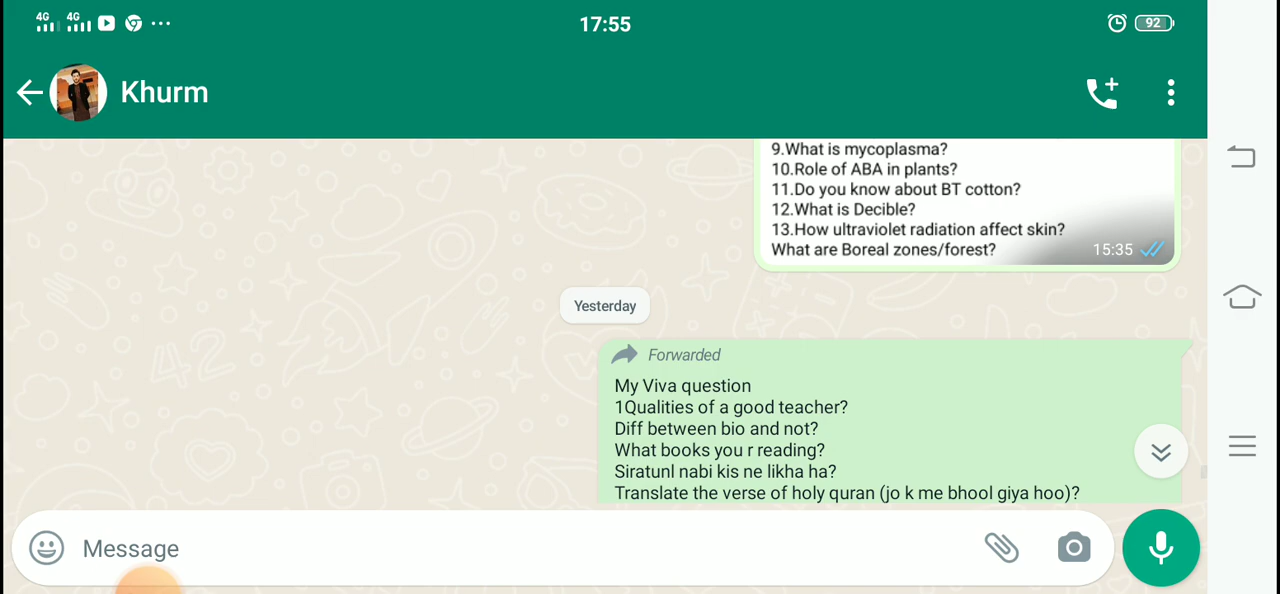 4G 4G 17:55 92
Khurm
9.What is mycoplasma?
10.Role of ABA in plants?
11.Do you know about BT cotton?
12.What is Decible?
13.How ultraviolet radiation affect skin?
What are Boreal zones/forest?
15:35
Yesterday
Forwarded
My Viva question
1Qualities of a good teacher?
Diff between bio and not?
What books you r reading?
Siratunl nabi kis ne likha ha?
Translate the verse of holy quran (jo k me bhool giya hoo)?
Message